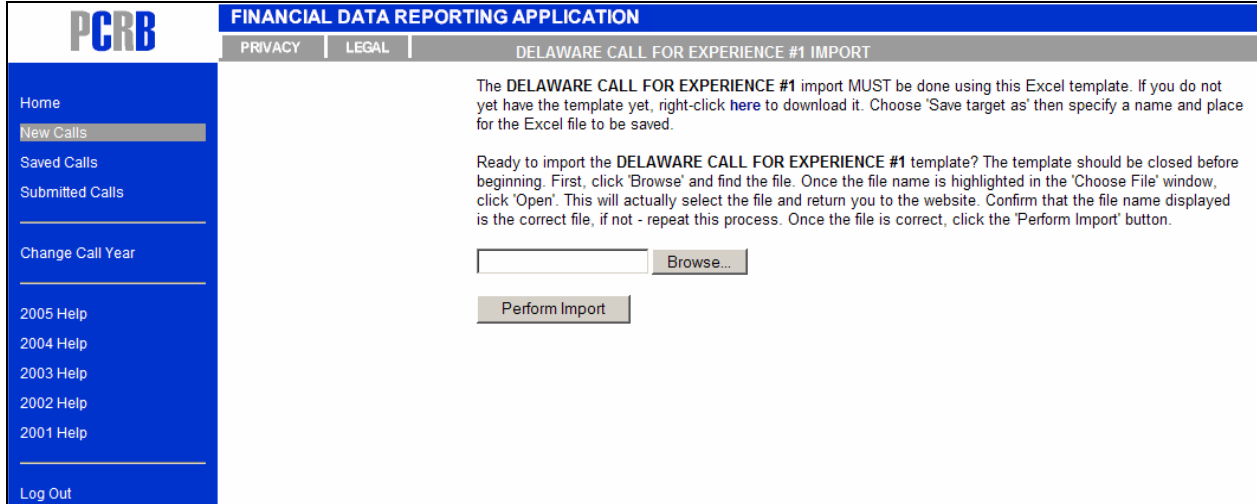 PCRB
FINANCIAL DATA REPORTING APPLICATION
PRIVACY LEGAL DELAWARE CALL FOR EXPERIENCE #1 IMPORT
Home
New Calls
Saved Calls
Submitted Calls
Change Call Year
2005 Help
2004 Help
2003 Help
2002 Help
2001 Help
Log Out
The DELAWARE CALL FOR EXPERIENCE #1 import MUST be done using this Excel template. If you do not
yet have the template yet, right-click here to download it. Choose 'Save target as' then specify a name and place
for the Excel file to be saved.
Ready to import the DELAWARE CALL FOR EXPERIENCE #1 template? The template should be closed before
beginning. First, click 'Browse' and find the file. Once the file name is highlighted in the 'Choose File' window,
click 'Open'. This will actually select the file and return you to the website. Confirm that the file name displayed
is the correct file, if not - repeat this process. Once the file is correct, click the 'Perform Import' button.
Browse...
Perform Import